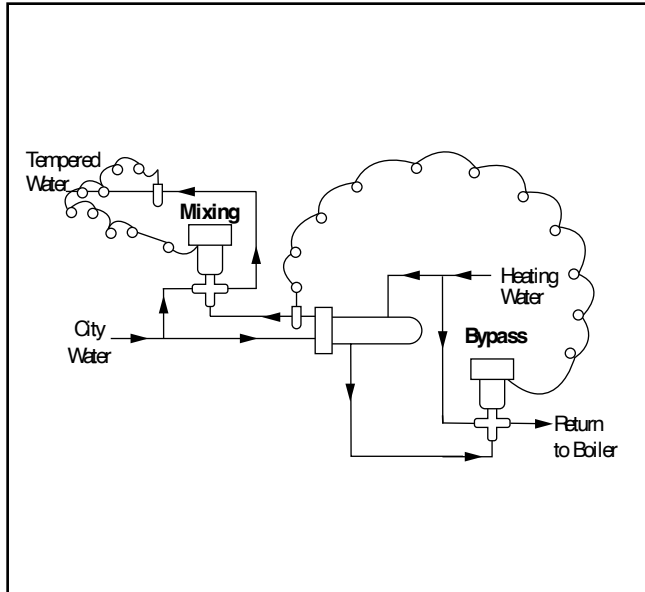 Tempered
Water
Mixing
City
Water
Heating
Water
Bypass
Return
to Boiler